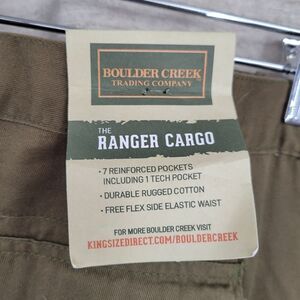 BOULDER CREEK
TRADING COMPANY
THE
RANGER CARGO
• 7 REINFORCED POCKETS
INCLUDING 1 TECH POCKET
• DURABLE RUGGED COTTON
• FREE FLEX SIDE ELASTIC WAIST
FOR MORE BOULDER CREEK VISIT
KINGSIZEDIRECT.COM/BOULDERCREEK